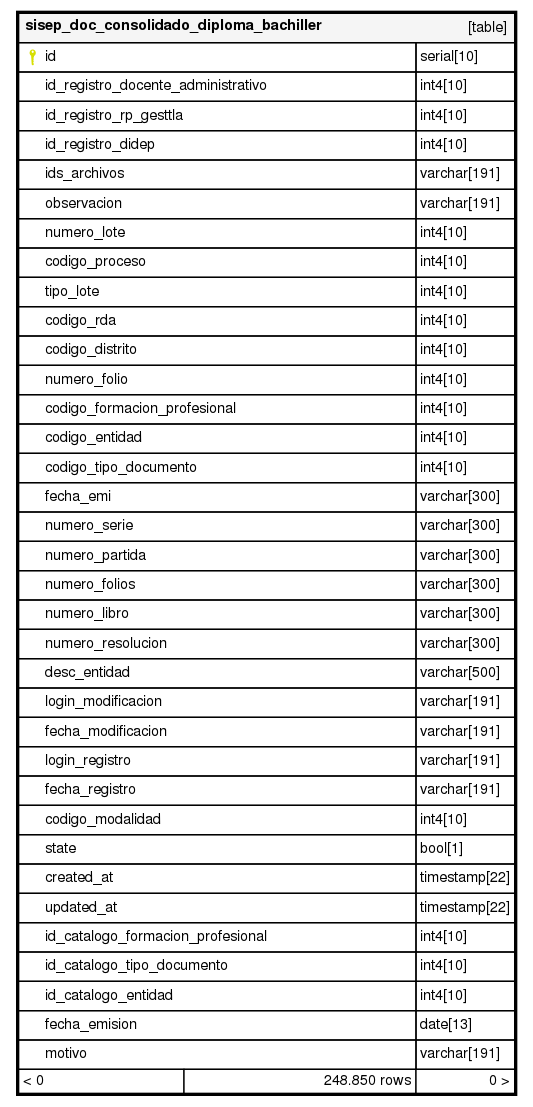 sisep_doc_consolidado_diploma_bachiller [table]
id serial[10]
id_registro_docente_administrativo int4[10]
id_registro_rp_gesttla int4[10]
id_registro_didep int4[10]
ids_archivos varchar[191]
observacion varchar[191]
numero_lote int4[10]
codigo_proceso int4[10]
tipo_lote int4[10]
codigo_rda int4[10]
codigo_distrito int4[10]
numero_folio int4[10]
codigo_formacion_profesional int4[10]
codigo_entidad int4[10]
codigo_tipo_documento int4[10]
fecha_emi varchar[300]
numero_serie varchar[300]
numero_partida varchar[300]
numero_folios varchar[300]
numero_libro varchar[300]
numero_resolucion varchar[300]
desc_entidad varchar[500]
login_modificacion varchar[191]
fecha_modificacion varchar[191]
login_registro varchar[191]
fecha_registro varchar[191]
codigo_modalidad int4[10]
state bool[1]
created_at timestamp[22]
updated_at timestamp[22]
id_catalogo_formacion_profesional int4[10]
id_catalogo_tipo_documento int4[10]
id_catalogo_entidad int4[10]
fecha_emision date[13]
motivo varchar[191]
< 0 248.850 rows 0 >